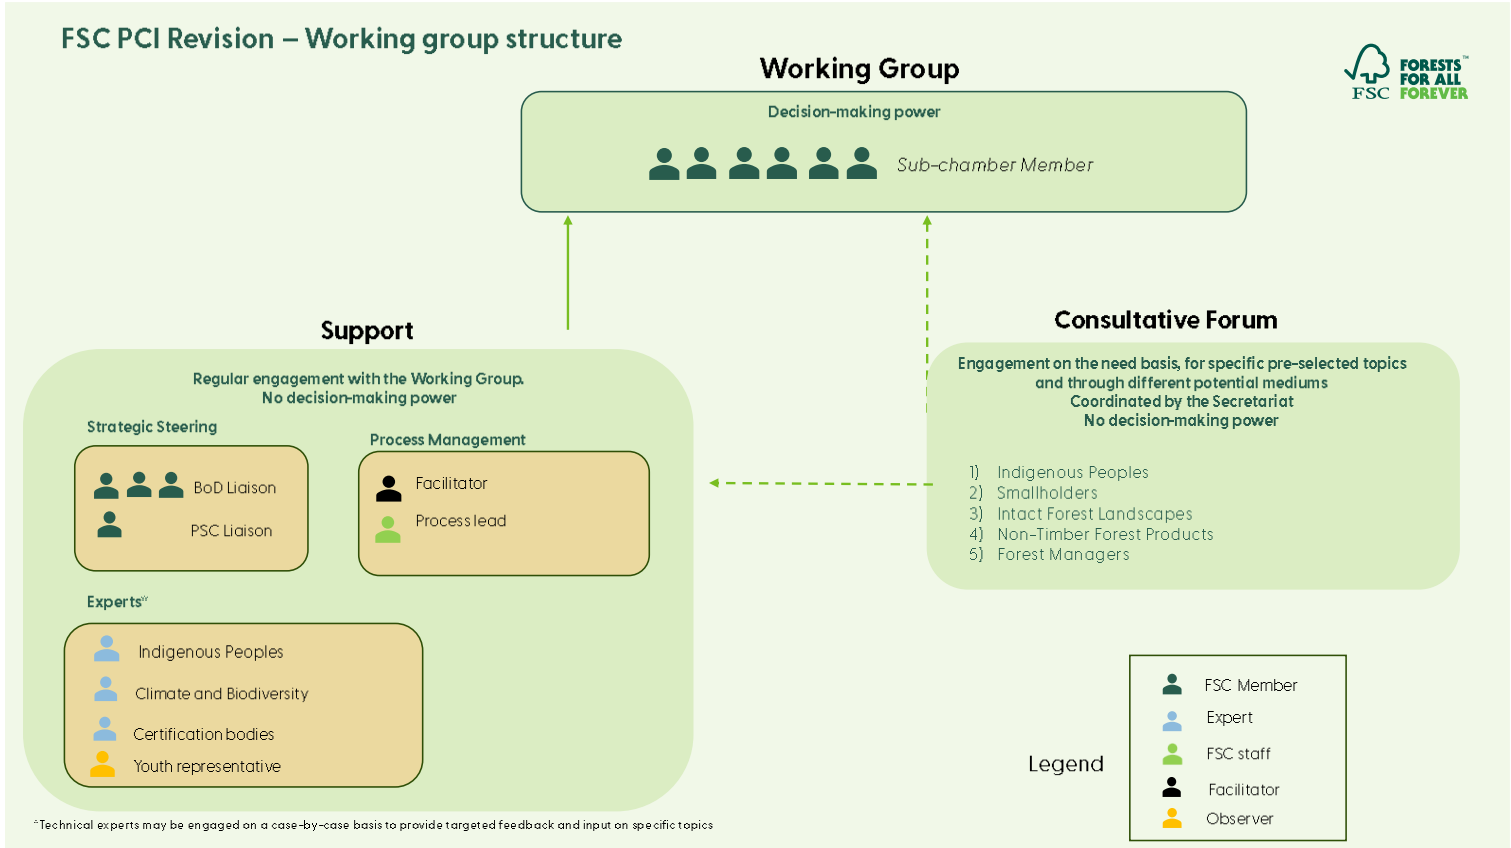 FSC PCI Revision – Working group structure
Working Group
FORESTS™
FOR ALL
FOREVER
FSC
Decision-making power
Sub-chamber Member
Support
Regular engagement with the Working Group.
No decision-making power
Strategic Steering
BoD Liaison
PSC Liaison
Process Management
Facilitator
Process lead
Experts*
Indigenous Peoples
Climate and Biodiversity
Certification bodies
Youth representative
Consultative Forum
Engagement on the need basis, for specific pre-selected topics
and through different potential mediums
Coordinated by the Secretariat
No decision-making power
1) Indigenous Peoples
2) Smallholders
3) Intact Forest Landscapes
4) Non-Timber Forest Products
5) Forest Managers
Legend
FSC Member
Expert
FSC staff
Facilitator
Observer
*Technical experts may be engaged on a case-by-case basis to provide targeted feedback and input on specific topics